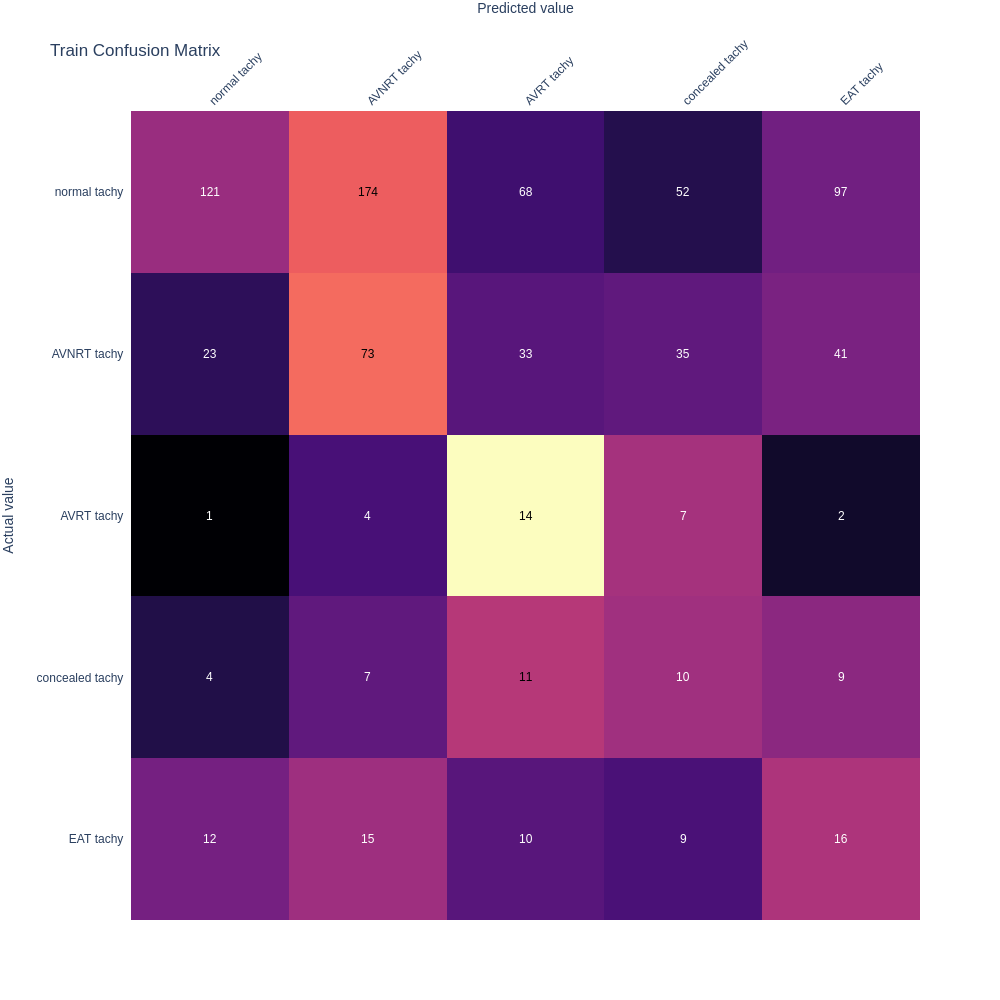 Predicted value
Train Confusion Matrix
normal tachy AVNRT tachy AVRT tachy concealed tachy EAT tachy
normal tachy 121 174 68 52 97
AVNRT tachy 23 73 33 35 41
Actual value
AVRT tachy 1 4 14 7 2
concealed tachy 4 7 11 10 9
EAT tachy 12 15 10 9 16